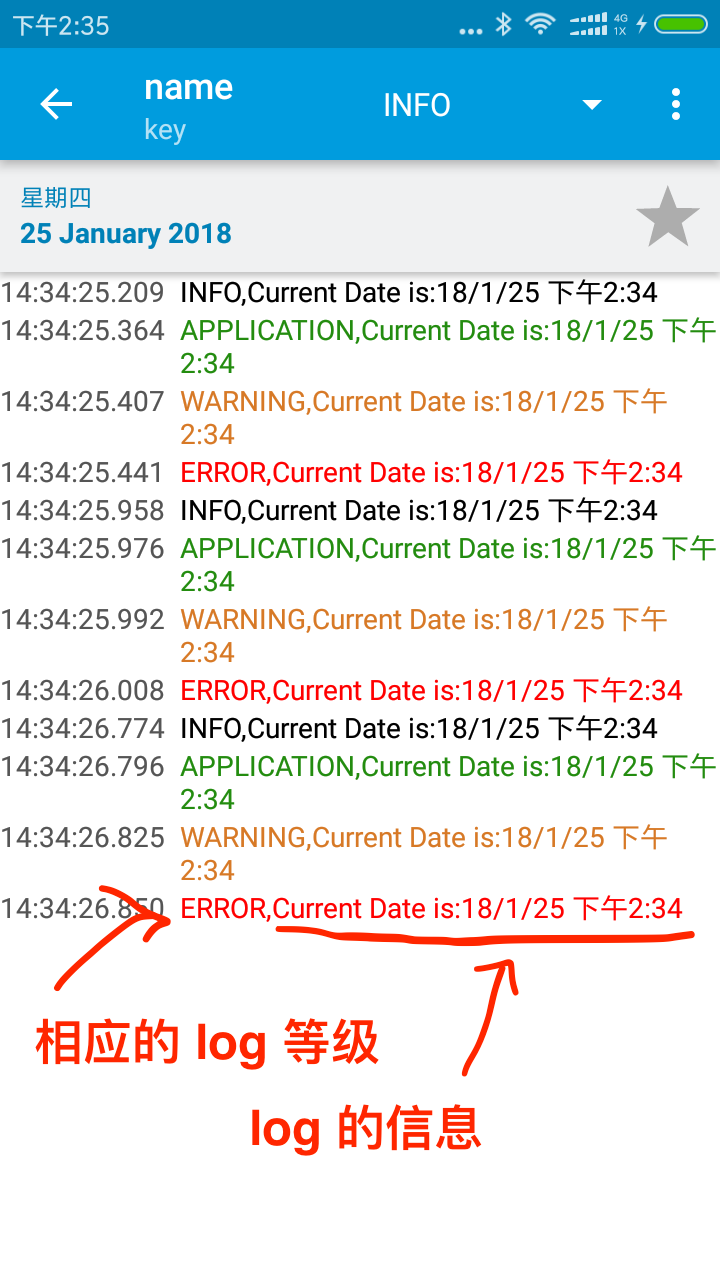 下午2:35
4G
1X
name
INFO
key
星期四
25 January 2018
14:34:25.209 INFO,Current Date is:18/1/25 下午2:34
14:34:25.364 APPLICATION,Current Date is:18/1/25 下午
2:34
14:34:25.407 WARNING,Current Date is:18/1/25 下午
2:34
14:34:25.441 ERROR,Current Date is:18/1/25 下午2:34
14:34:25.958 INFO,Current Date is:18/1/25 下午2:34
14:34:25.976 APPLICATION,Current Date is:18/1/25 下午
2:34
14:34:25.992 WARNING,Current Date is:18/1/25 下午
2:34
14:34:26.008 ERROR,Current Date is:18/1/25 下午2:34
14:34:26.774 INFO,Current Date is:18/1/25 下午2:34
14:34:26.796 APPLICATION,Current Date is:18/1/25 下午
2:34
14:34:26.825 WARNING,Current Date is:18/1/25 下午
2:34
14:34:26.850 ERROR,Current Date is:18/1/25 下午2:34
相应的 log 等级
log 的信息